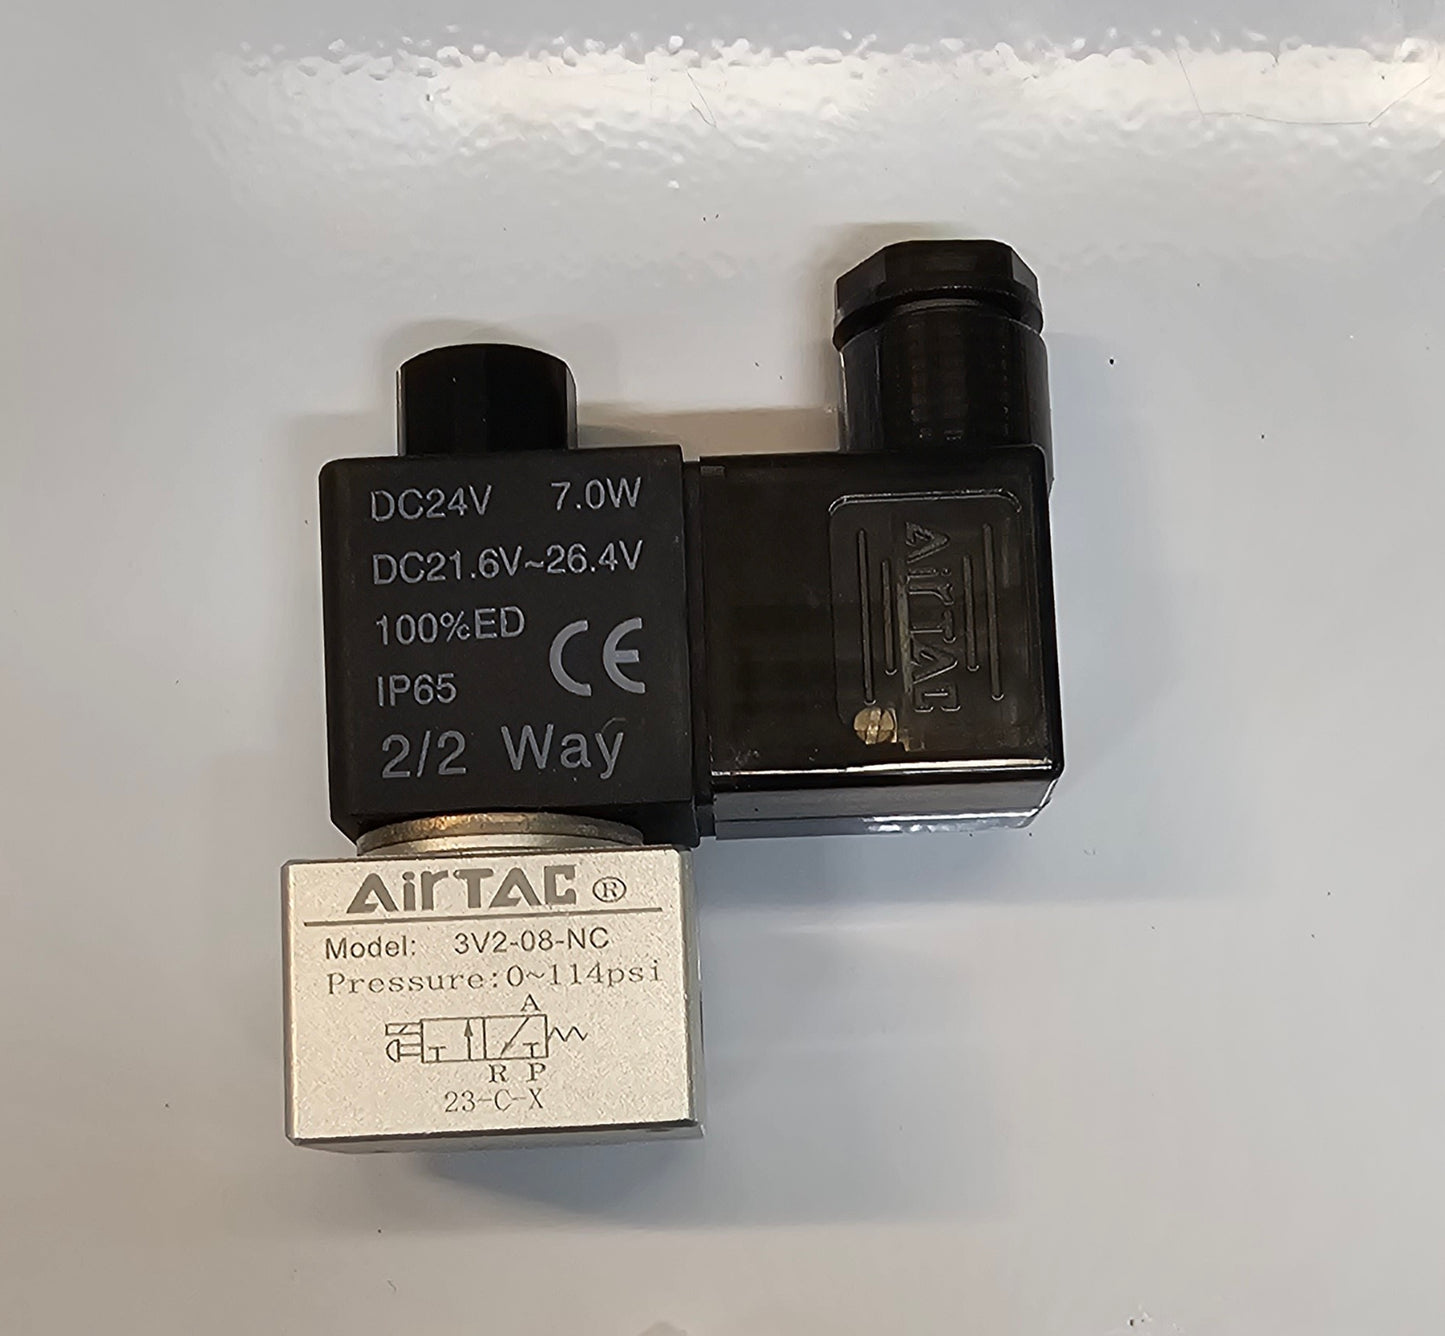 DC24V 7.0W
DC21.6V~26.4V
100%ED
IP65
CE
2/2 Way
AirTAC
AirTAC ®
Model: 3V2-08-NC
Pressure:0~114psi
A
R P
23-C-X